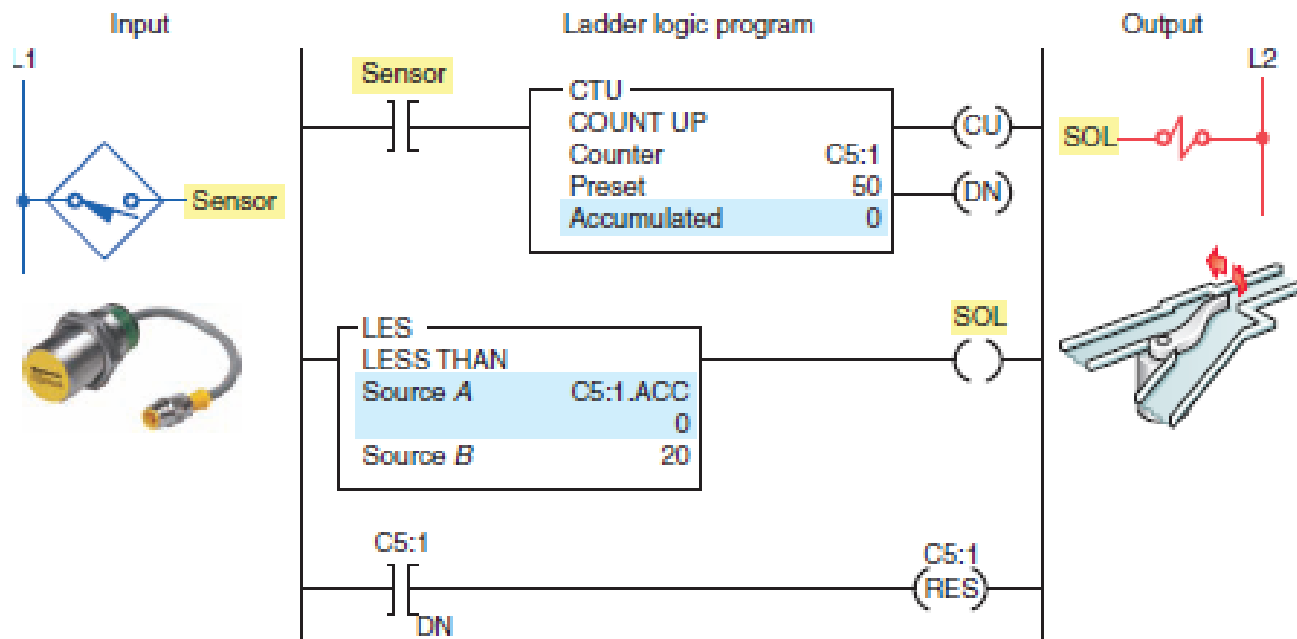 Input
Ladder logic program
Output
L1
L2
Sensor
Sensor
CTU
COUNT UP
Counter C5:1
Preset 50
Accumulated 0
(CU)
(DN)
SOL
LES
LESS THAN
Source A C5:1.ACC
0
Source B 20
SOL
C5:1
DN
C5:1
(RES)